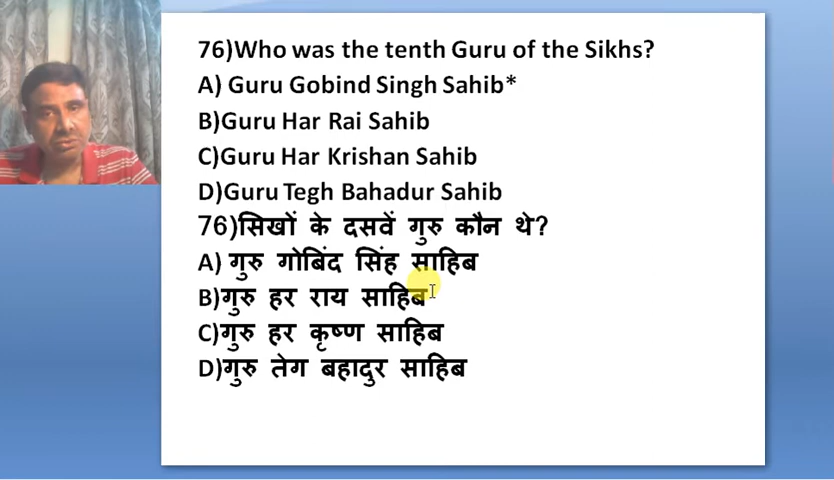 76)Who was the tenth Guru of the Sikhs?
A) Guru Gobind Singh Sahib*
B)Guru Har Rai Sahib
C)Guru Har Krishan Sahib
D)Guru Tegh Bahadur Sahib
76)सिखों के दसवें गुरु कौन थे?
A) गुरु गोबिंद सिंह साहिब
B)गुरु हर राय साहिब
C)गुरु हर कृष्ण साहिब
D)गुरु तेग बहादुर साहिब